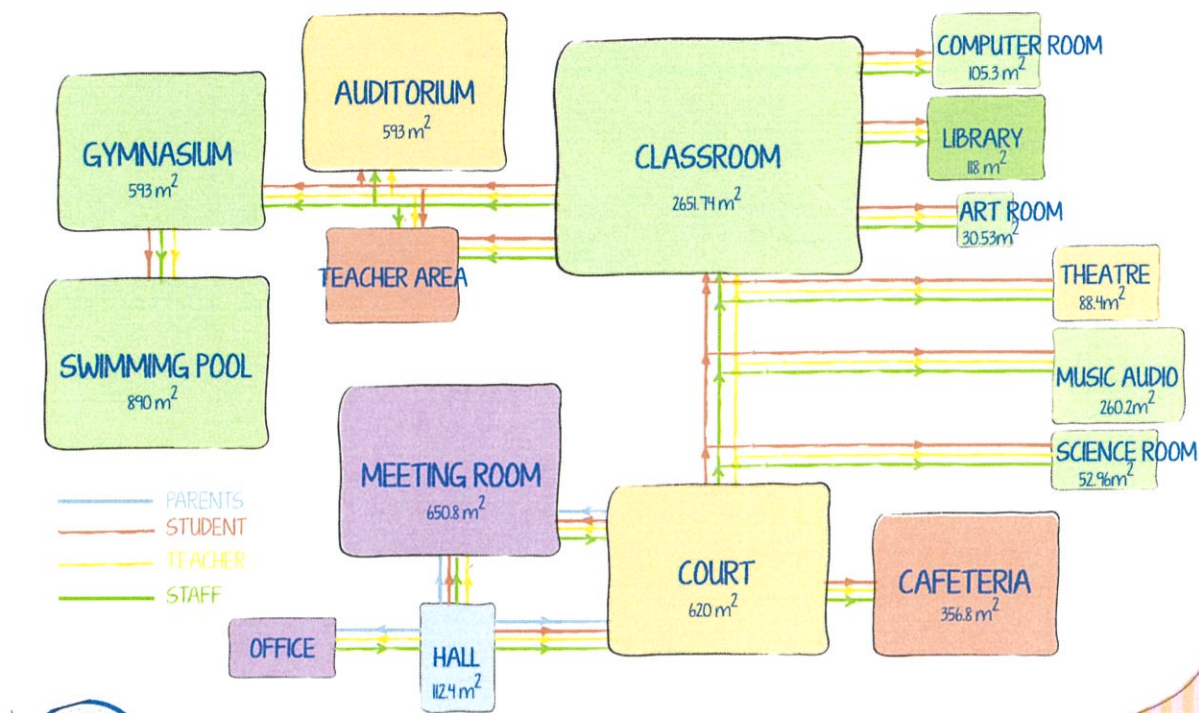 COMPUTER ROOM
105.3 m²
AUDITORIUM
593 m²
GYMNASIUM
593 m²
CLASSROOM
2651.74 m²
LIBRARY
118 m²
ART ROOM
30.53m²
TEACHER AREA
THEATRE
88.4m²
SWIMMIMG POOL
890 m²
MUSIC AUDIO
260.2m²
MEETING ROOM
650.8 m²
SCIENCE ROOM
52.96m²
PARENTS
STUDENT
TEACHER
STAFF
COURT
620 m²
CAFETERIA
356.8 m²
OFFICE
HALL
112.4 m²